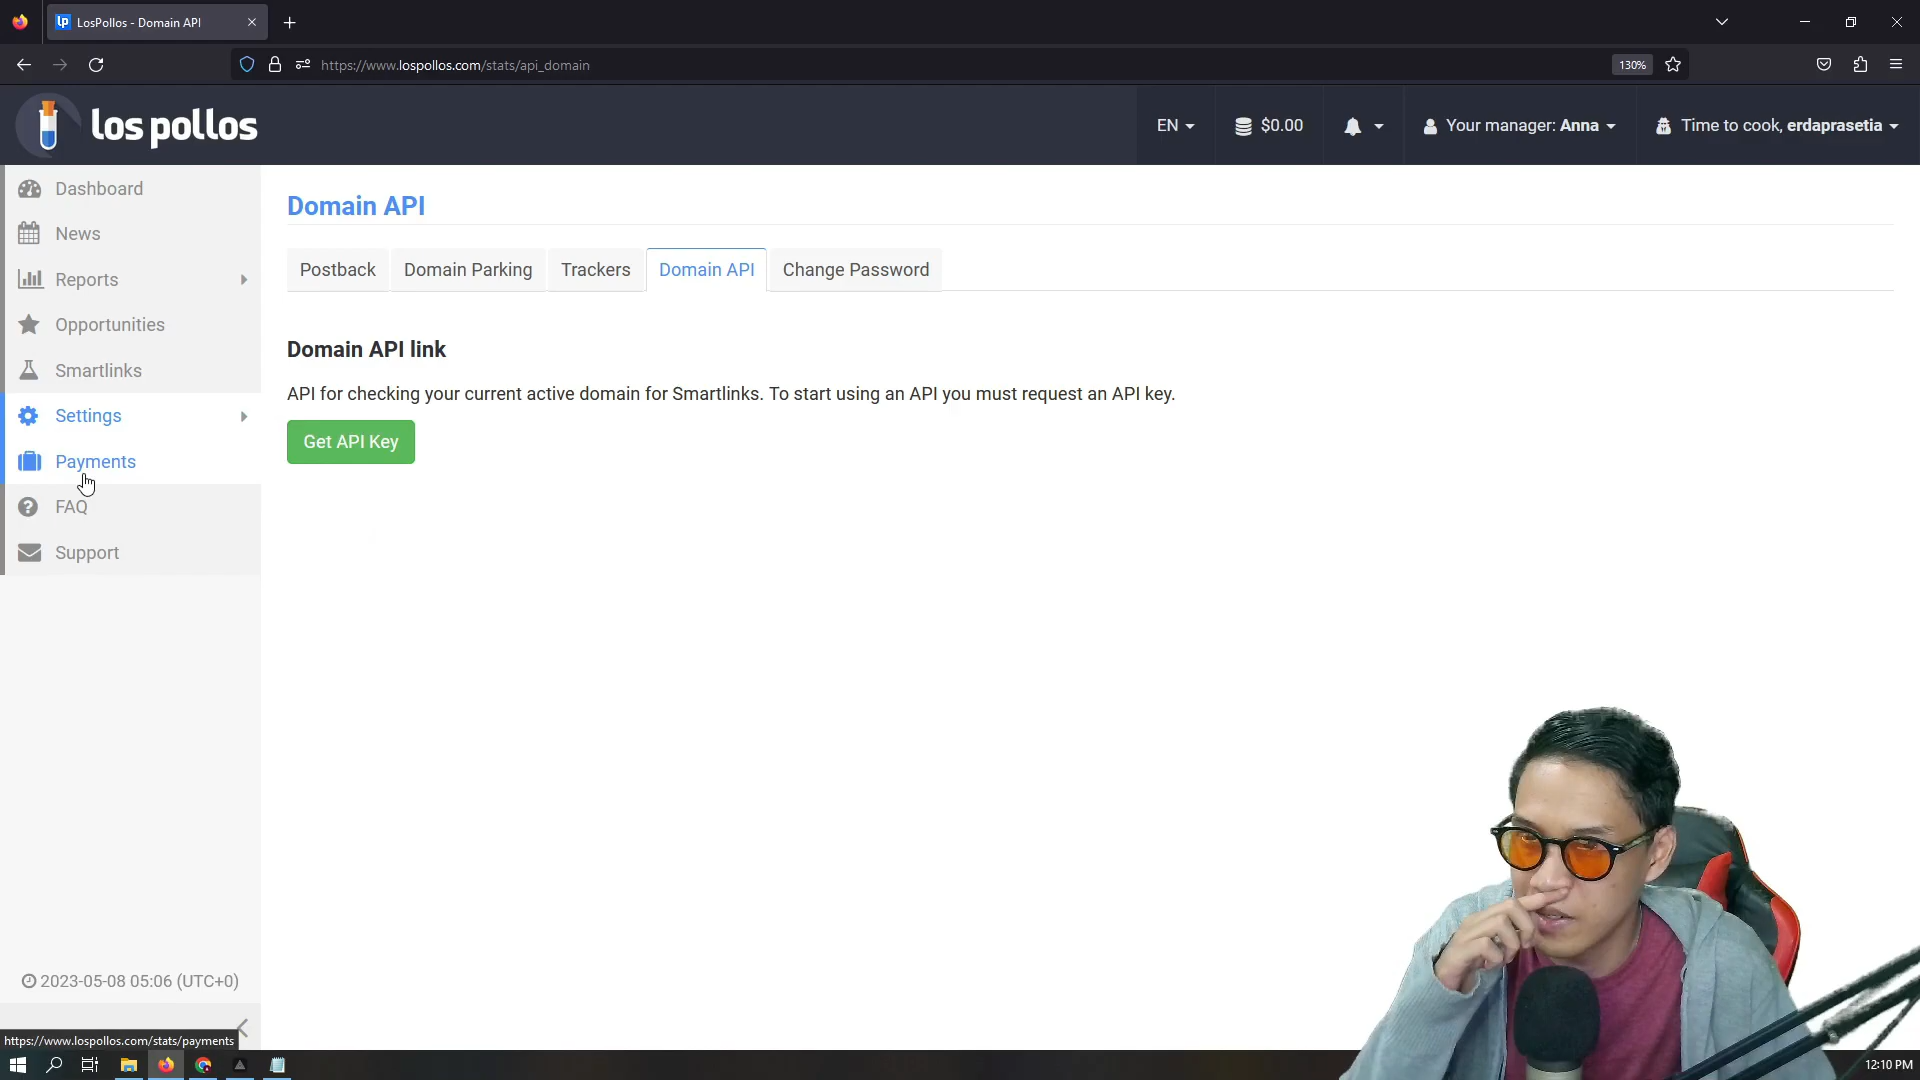 LosPollos - Domain API
https://www.lospollos.com/stats/api_domain
130%
los pollos
EN
$0.00
Your manager: Anna
Time to cook, erdaprasetia
Dashboard
News
Reports
Opportunities
Smartlinks
Settings
Payments
FAQ
Support
Domain API
Postback
Domain Parking
Trackers
Domain API
Change Password
Domain API link
API for checking your current active domain for Smartlinks. To start using an API you must request an API key.
Get API Key
2023-05-08 05:06 (UTC+0)
https://www.lospollos.com/stats/payments
12:10 PM